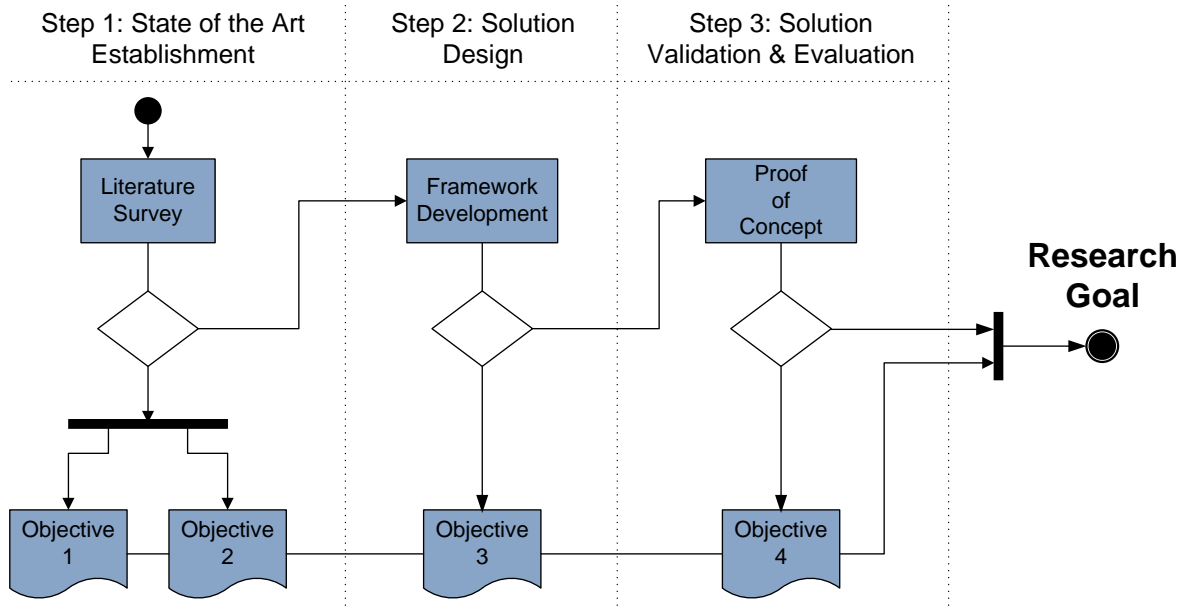 Step 1: State of the Art
Establishment
Step 2: Solution
Design
Step 3: Solution
Validation & Evaluation
Literature
Survey
Framework
Development
Proof
of
Concept
Research
Goal
Objective
1
Objective
2
Objective
3
Objective
4